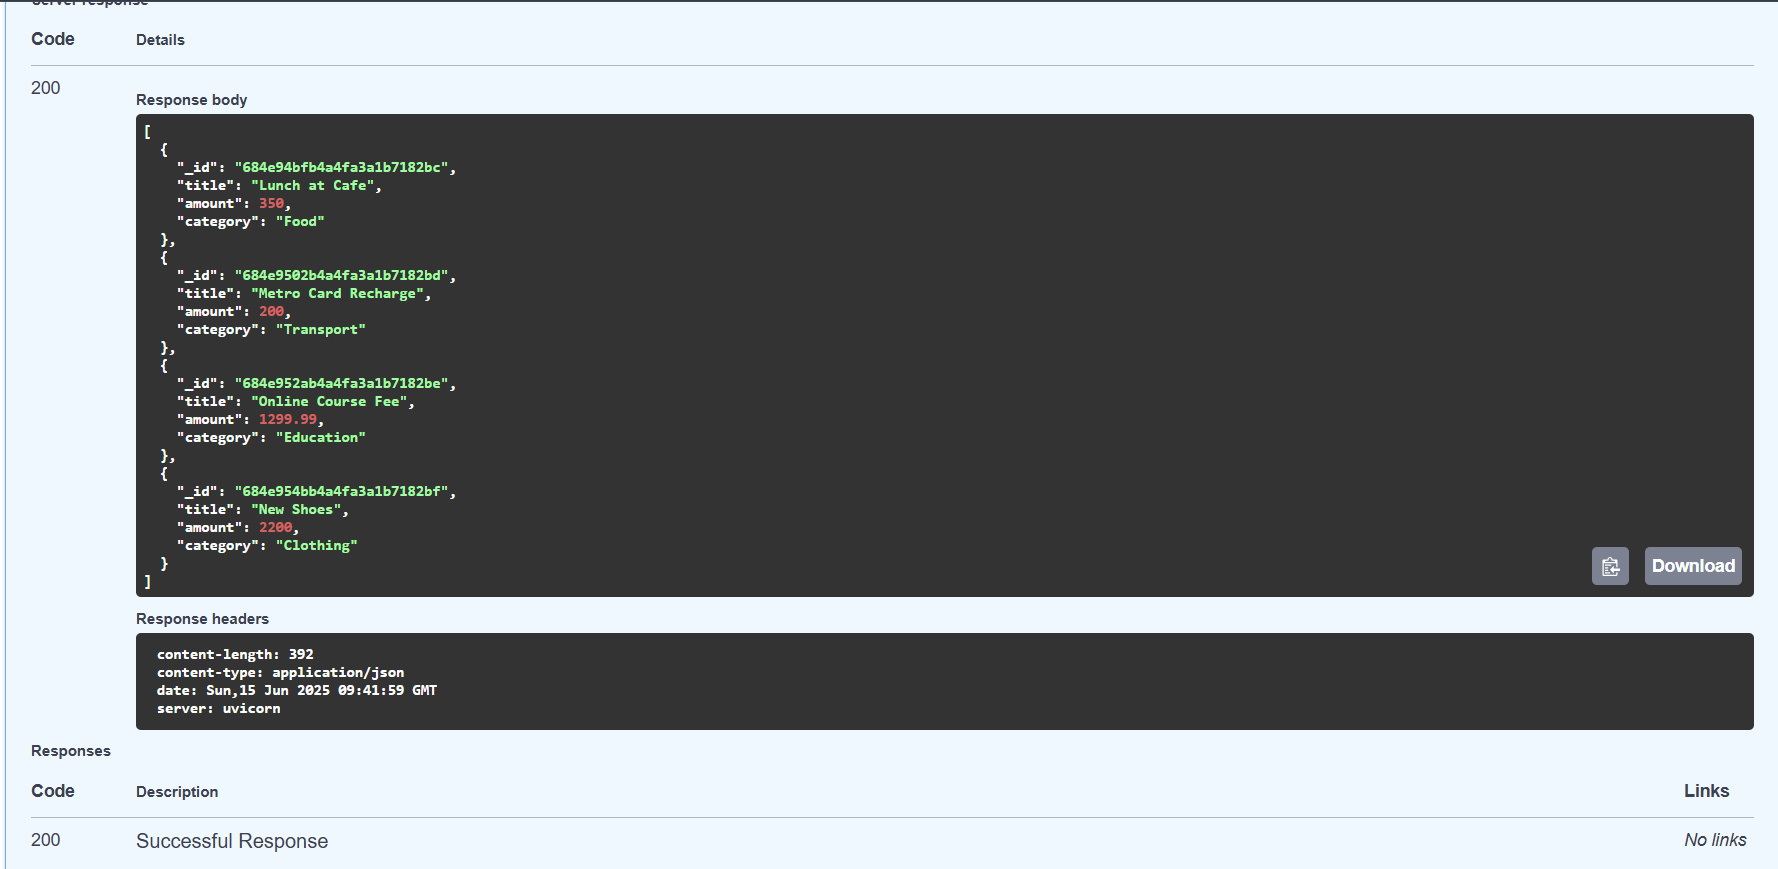 Server response
Code Details
200
Response body
[
  {
    "_id": "684e94bfb4a4fa3a1b7182bc",
    "title": "Lunch at Cafe",
    "amount": 350,
    "category": "Food"
  },
  {
    "_id": "684e9502b4a4fa3a1b7182bd",
    "title": "Metro Card Recharge",
    "amount": 200,
    "category": "Transport"
  },
  {
    "_id": "684e952ab4a4fa3a1b7182be",
    "title": "Online Course Fee",
    "amount": 1299.99,
    "category": "Education"
  },
  {
    "_id": "684e954bb4a4fa3a1b7182bf",
    "title": "New Shoes",
    "amount": 2200,
    "category": "Clothing"
  }
]
Download
Response headers
content-length: 392
content-type: application/json
date: Sun,15 Jun 2025 09:41:59 GMT
server: uvicorn
Responses
Code Description Links
200 Successful Response No links